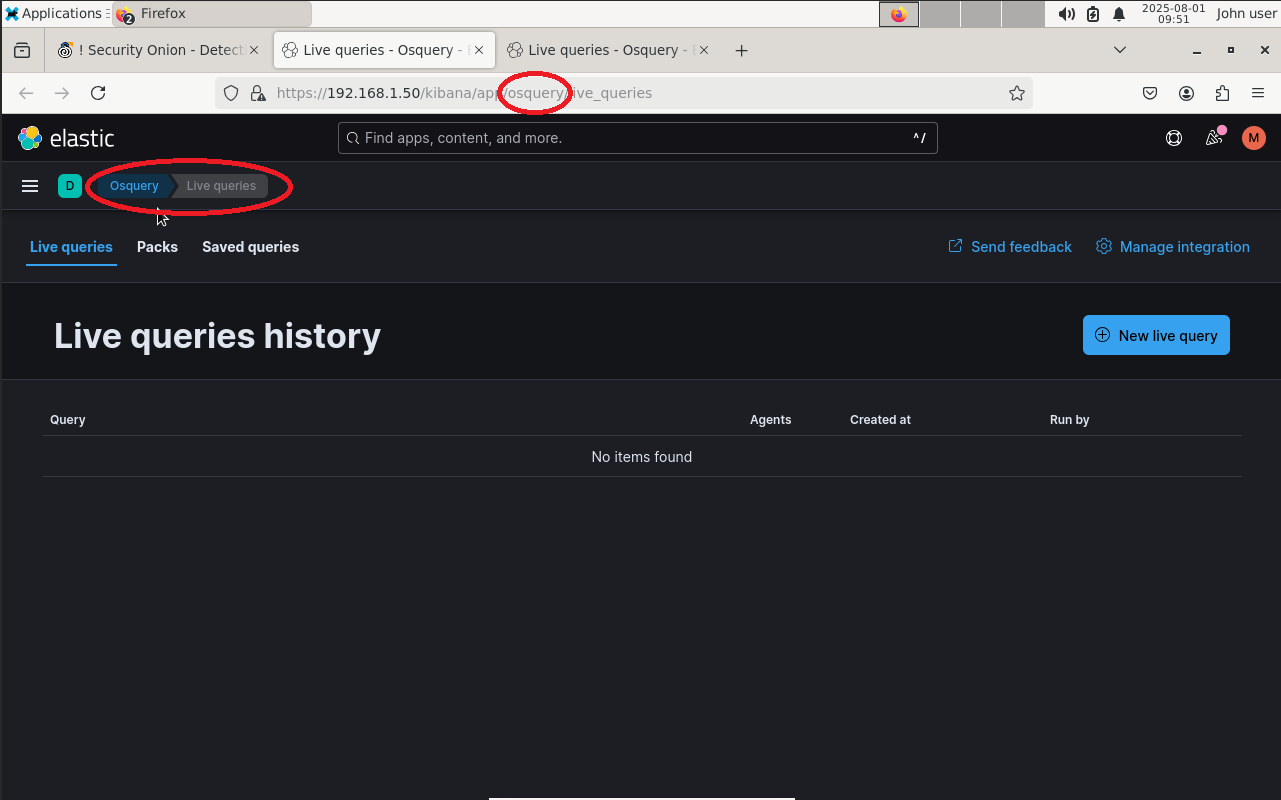 Applications
Firefox
2
2025-08-01
09:51
John user
! Security Onion - Detect
Live queries - Osquery -
Live queries - Osquery -
https://192.168.1.50/kibana/app/osquery/live_queries
elastic
Find apps, content, and more.
^/
M
D
Osquery
Live queries
Live queries
Packs
Saved queries
Send feedback
Manage integration
Live queries history
New live query
Query
Agents
Created at
Run by
No items found